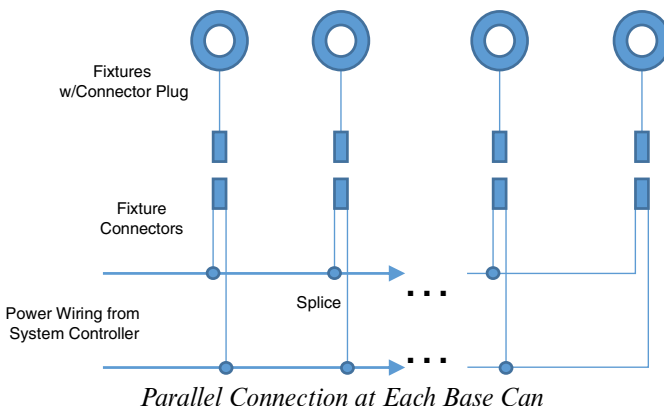 Fixtures
w/Connector Plug
Fixture
Connectors
Splice
Power Wiring from
System Controller
Parallel Connection at Each Base Can